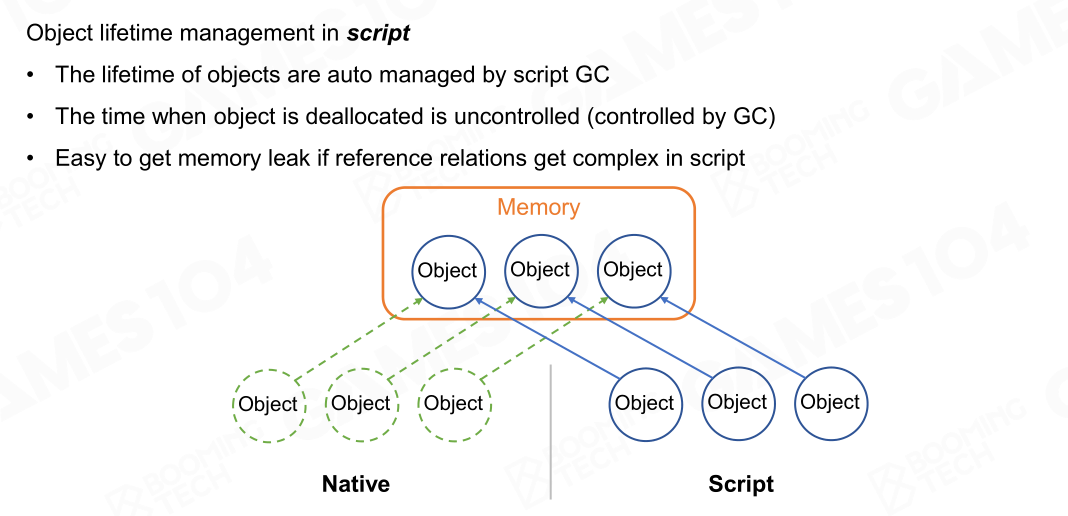 Object lifetime management in script
• The lifetime of objects are auto managed by script GC
• The time when object is deallocated is uncontrolled (controlled by GC)
• Easy to get memory leak if reference relations get complex in script
Memory
Object Object Object
Object Object Object Object Object Object
Native Script
GAMES104
BOOMING
TECH